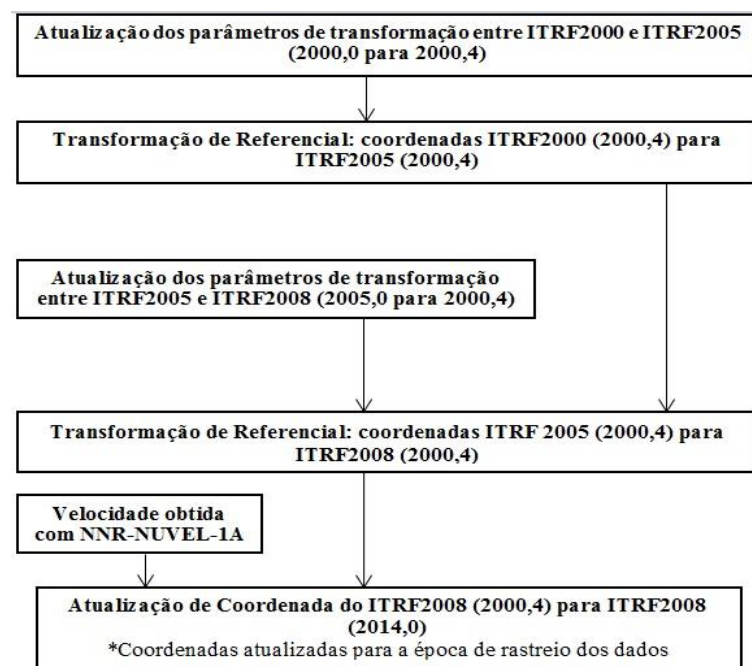 Atualização dos parâmetros de transformação entre ITRF2000 e ITRF2005
(2000,0 para 2000,4)
Transformação de Referencial: coordenadas ITRF2000 (2000,4) para
ITRF2005 (2000,4)
Atualização dos parâmetros de transformação
entre ITRF2005 e ITRF2008 (2005,0 para 2000,4)
Transformação de Referencial: coordenadas ITRF 2005 (2000,4) para
ITRF2008 (2000,4)
Velocidade obtida
com NNR-NUVEL-1A
Atualização de Coordenada do ITRF2008 (2000,4) para ITRF2008
(2014,0)
*Coordenadas atualizadas para a época de rastreio dos dados